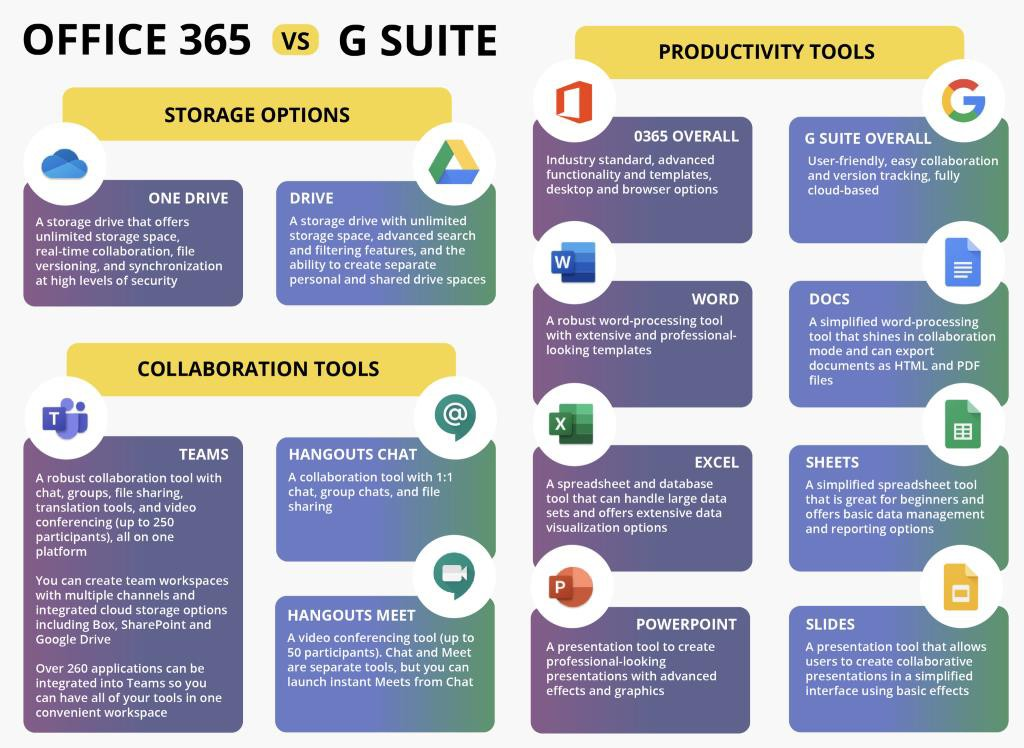 OFFICE 365 VS G SUITE
STORAGE OPTIONS
ONE DRIVE
A storage drive that offers
unlimited storage space,
real-time collaboration, file
versioning, and synchronization
at high levels of security
DRIVE
A storage drive with unlimited
storage space, advanced search
and filtering features, and the
ability to create separate
personal and shared drive spaces
COLLABORATION TOOLS
T
TEAMS
A robust collaboration tool with
chat, groups, file sharing,
translation tools, and video
conferencing (up to 250
participants), all on one
platform
You can create team workspaces
with multiple channels and
integrated cloud storage options
including Box, SharePoint and
Google Drive
Over 260 applications can be
integrated into Teams so you
can have all of your tools in one
convenient workspace
@
HANGOUTS CHAT
A collaboration tool with 1:1
chat, group chats, and file
sharing
HANGOUTS MEET
A video conferencing tool (up to
50 participants). Chat and Meet
are separate tools, but you can
launch instant Meets from Chat
PRODUCTIVITY TOOLS
0365 OVERALL
Industry standard, advanced
functionality and templates,
desktop and browser options
G
G SUITE OVERALL
User-friendly, easy collaboration
and version tracking, fully
cloud-based
W
WORD
A robust word-processing tool
with extensive and professional-
looking templates
DOCS
A simplified word-processing
tool that shines in collaboration
mode and can export
documents as HTML and PDF
files
X
EXCEL
A spreadsheet and database
tool that can handle large data
sets and offers extensive data
visualization options
SHEETS
A simplified spreadsheet tool
that is great for beginners and
offers basic data management
and reporting options
P
POWERPOINT
A presentation tool to create
professional-looking
presentations with advanced
effects and graphics
SLIDES
A presentation tool that allows
users to create collaborative
presentations in a simplified
interface using basic effects